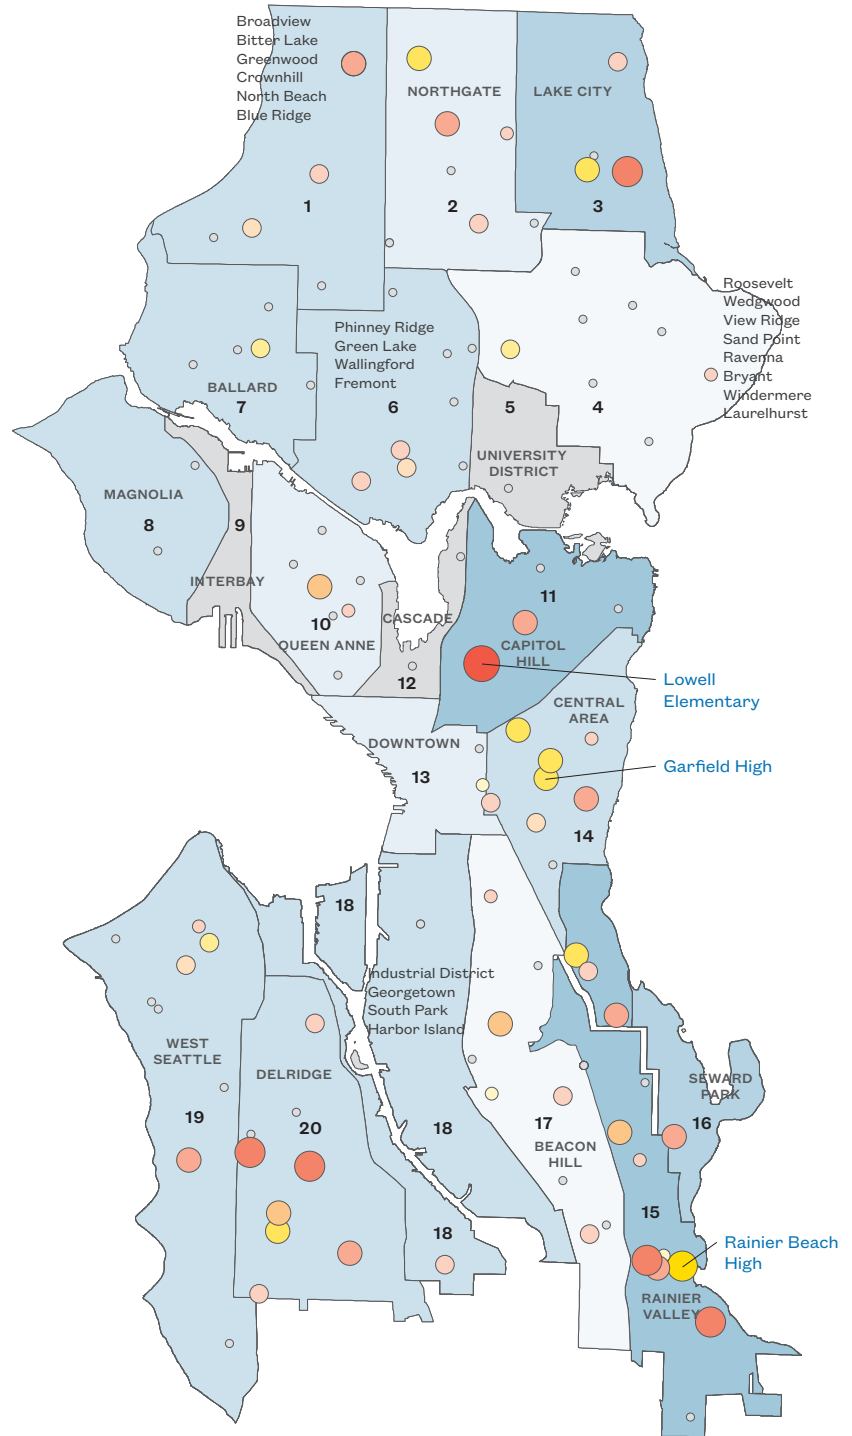 Broadview
Bitter Lake
Greenwood
Crownhill
North Beach
Blue Ridge
NORTHGATE
LAKE CITY
1
2
3
Roosevelt
Wedgwood
View Ridge
Sand Point
Ravenna
Bryant
Windermere
Laurelhurst
Phinney Ridge
Green Lake
Wallingford
Fremont
BALLARD
7
6
5
4
UNIVERSITY
DISTRICT
MAGNOLIA
8
9
INTERBAY
10
QUEEN ANNE
CASCADE
12
11
CAPITOL
HILL
Lowell
Elementary
CENTRAL
AREA
DOWNTOWN
13
Garfield High
14
18
Industrial District
Georgetown
South Park
Harbor Island
WEST
SEATTLE
19
DELRIDGE
20
18
17
BEACON
HILL
SEWARD
PARK
16
15
18
Rainier Beach
High
RAINIER
VALLEY